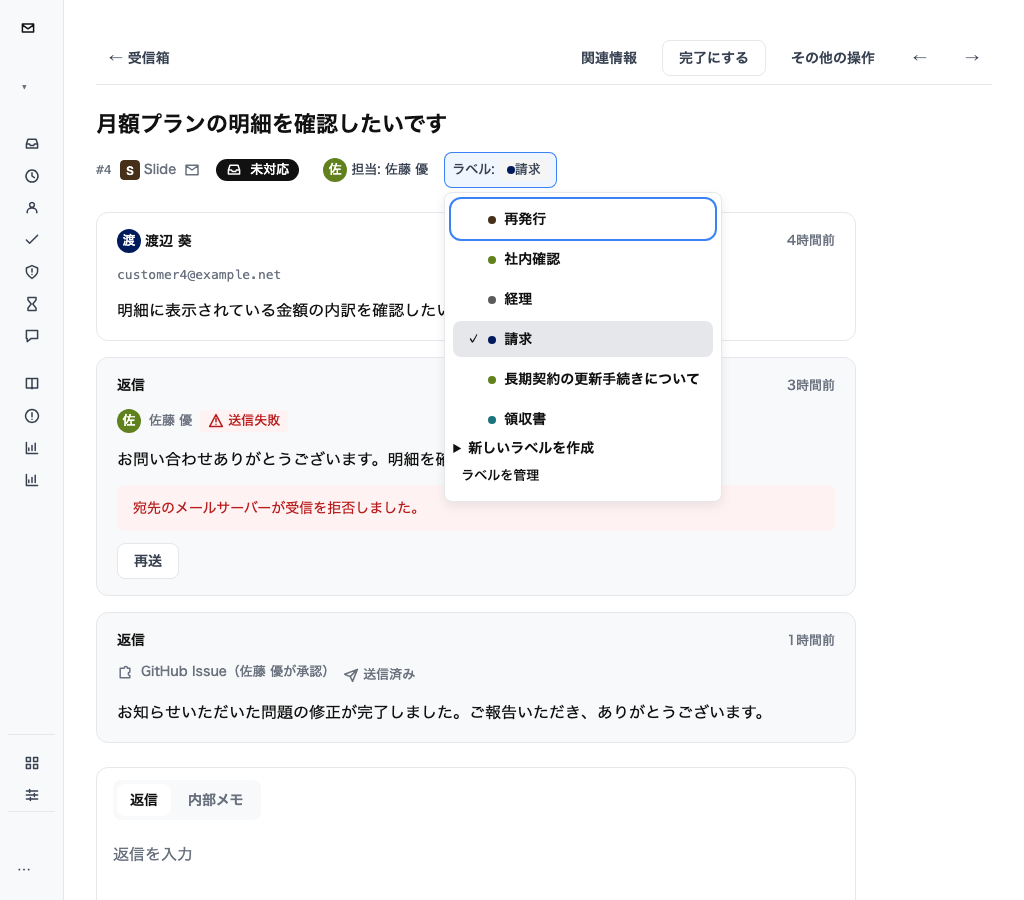 ← 受信箱
関連情報
完了にする
その他の操作
←
→
月額プランの明細を確認したいです
#4 S Slide 未対応 佐 担当: 佐藤 優 ラベル: 請求
渡 渡辺 葵
4時間前
customer4@example.net
明細に表示されている金額の内訳を確認したい
再発行
社内確認
経理
✓ 請求
長期契約の更新手続きについて
領収書
▶ 新しいラベルを作成
ラベルを管理
返信
3時間前
佐 佐藤 優 送信失敗
お問い合わせありがとうございます。明細を確
宛先のメールサーバーが受信を拒否しました。
再送
返信
1時間前
GitHub Issue（佐藤 優が承認） 送信済み
お知らせいただいた問題の修正が完了しました。ご報告いただき、ありがとうございます。
返信 内部メモ
返信を入力